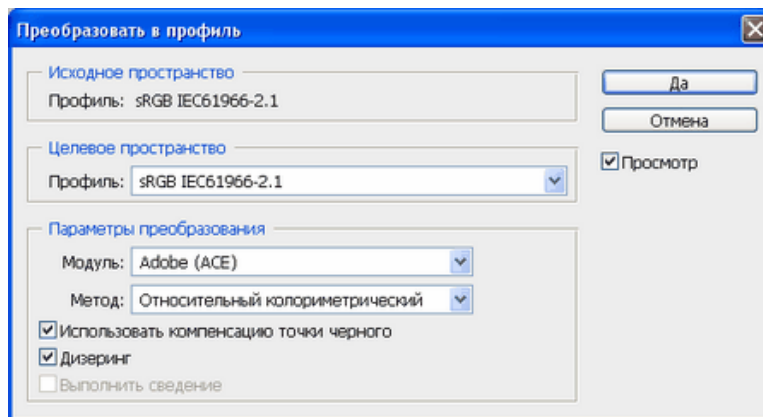 Преобразовать в профиль
Исходное пространство
Профиль: sRGB IEC61966-2.1
Да
Отмена
Просмотр
Целевое пространство
Профиль: sRGB IEC61966-2.1
Параметры преобразования
Модуль: Adobe (ACE)
Метод: Относительный колориметрический
Использовать компенсацию точки черного
Дизеринг
Выполнить сведение